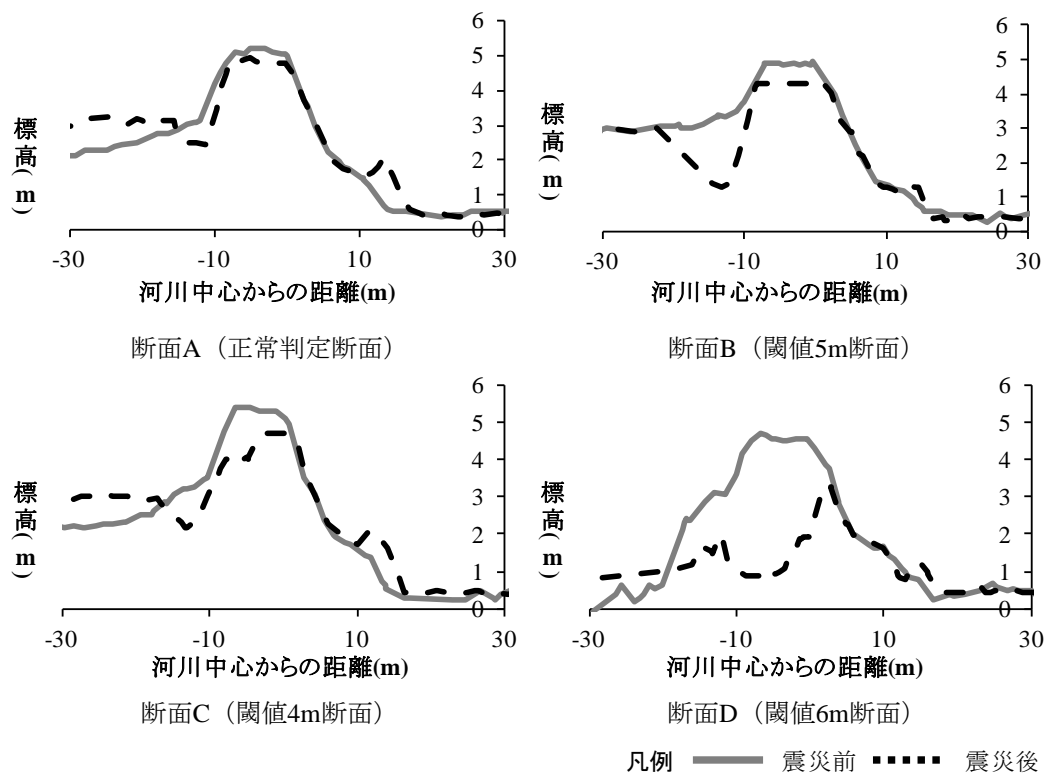 6
5
4
3
2
1
0
-30 -10 10 30
標高(m)
河川中心からの距離(m)
断面A（正常判定断面）
6
5
4
3
2
1
0
-30 -10 10 30
標高(m)
河川中心からの距離(m)
断面B（閾値5m断面）
6
5
4
3
2
1
0
-30 -10 10 30
標高(m)
河川中心からの距離(m)
断面C（閾値4m断面）
6
5
4
3
2
1
0
-30 -10 10 30
標高(m)
河川中心からの距離(m)
断面D（閾値6m断面）
凡例 震災前 震災後